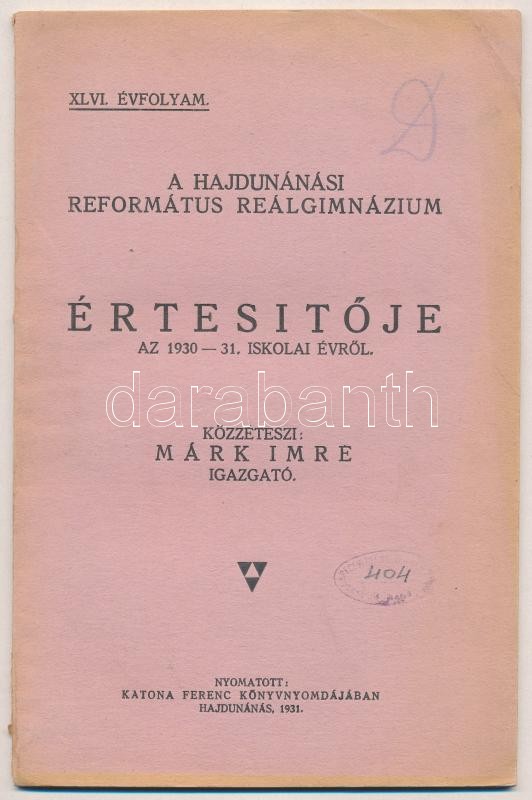 XLVI. ÉVFOLYAM.
A HAJDUNÁNÁSI
REFORMÁTUS REÁLGIMNÁZIUM
ÉRTESITŐJE
AZ 1930 — 31. ISKOLAI ÉVRŐL.
darabanth
KÖZZÉTESZI:
MÁRK IMRE
IGAZGATÓ.
404
NYOMATOTT:
KATONA FERENC KÖNYVNYOMDÁJÁBAN
HAJDUNÁNÁS, 1931.